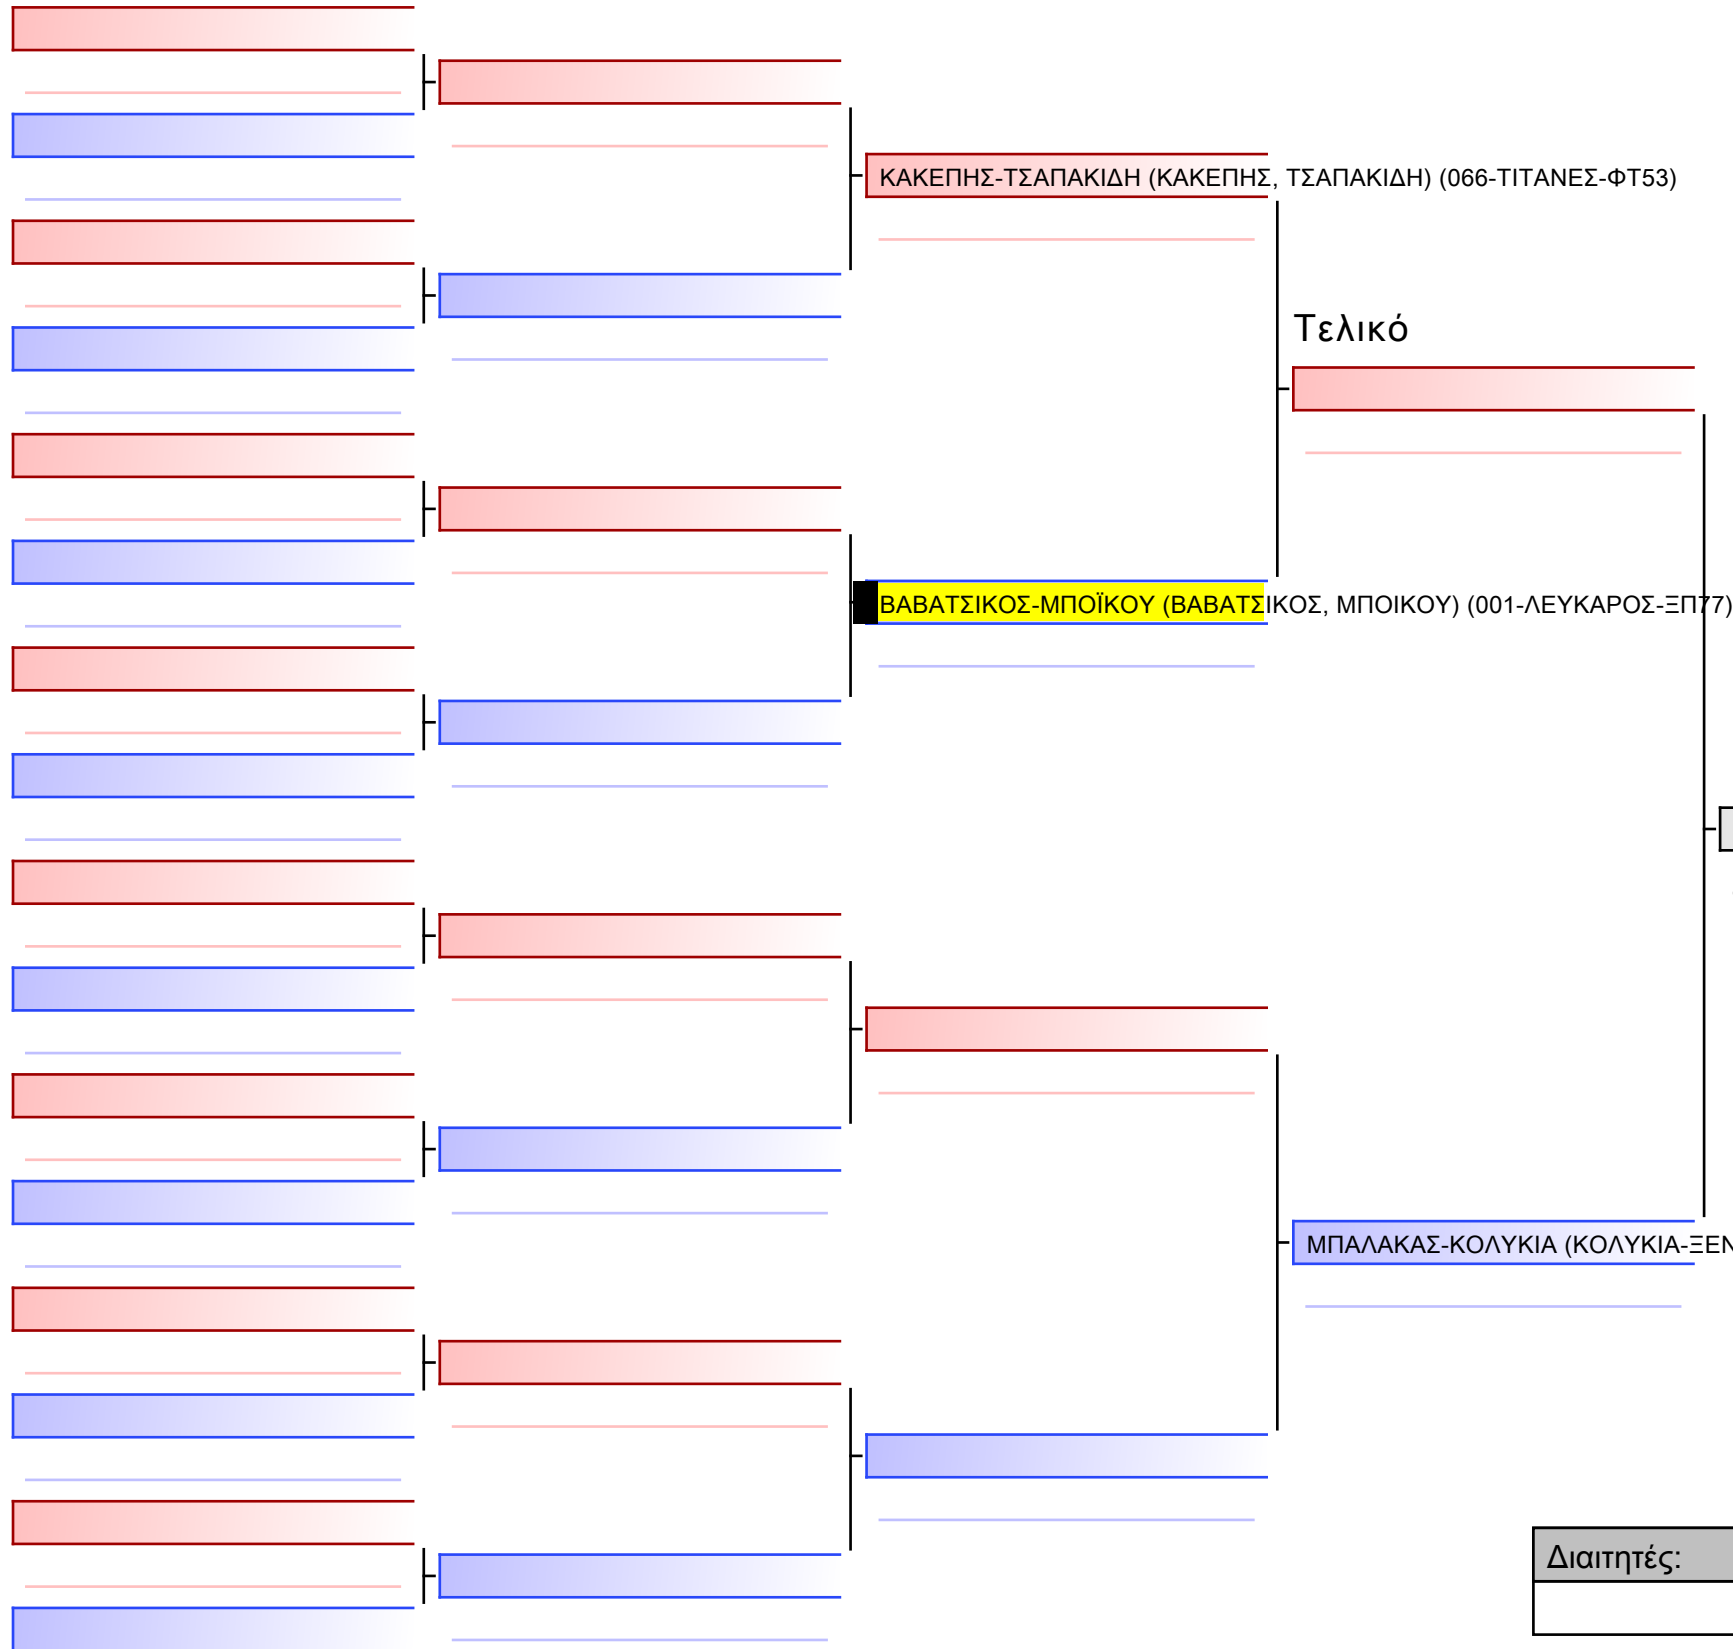 ΚΑΚΕΠΗΣ-ΤΣΑΠΑΚΙΔΗ (ΚΑΚΕΠΗΣ, ΤΣΑΠΑΚΙΔΗ) (066-ΤΙΤΑΝΕΣ-ΦΤ53)
Τελικό
ΒΑΒΑΤΣΙΚΟΣ-ΜΠΟΪΚΟΥ (ΒΑΒΑΤΣΙΚΟΣ, ΜΠΟΙΚΟΥ) (001-ΛΕΥΚΑΡΟΣ-ΞΠ77)
ΜΠΑΛΑΚΑΣ-ΚΟΛΥΚΙΑ (ΚΟΛΥΚΙΑ-ΞΕΝ
Διαιτητές: